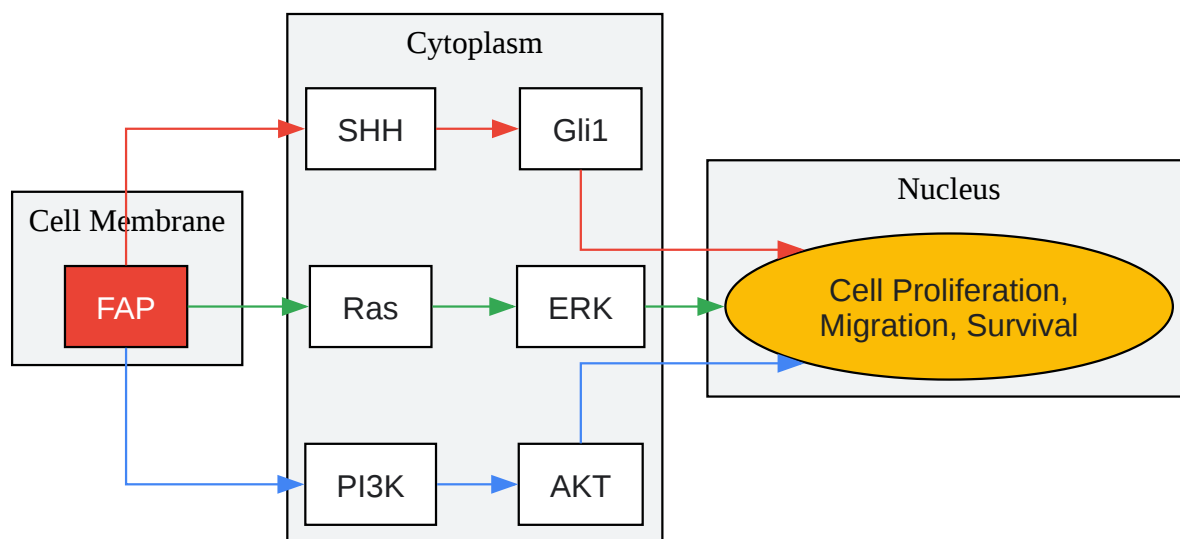 Cytoplasm
SHH
Gli1
Nucleus
Cell Membrane
FAP
Ras
ERK
Cell Proliferation,
Migration, Survival
PI3K
AKT